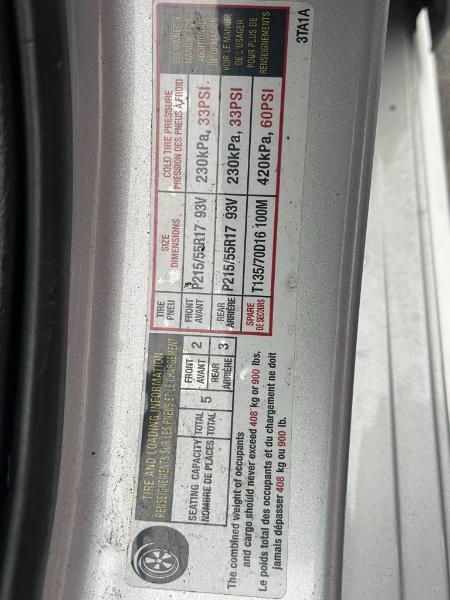 TIRE AND LOADING INFORMATION
RENSEIGNEMENTS SUR LES PNEUS ET LE CHARGEMENT
SEATING CAPACITY
NOMBRE DE PLACES
TOTAL
TOTAL
5
FRONT
AVANT
2
REAR
ARRIÈRE
3
The combined weight of occupants
and cargo should never exceed 408 kg or 900 lbs.
Le poids total des occupants et du chargement ne doit
jamais dépasser 408 kg ou 900 lb.
TIRE
PNEU
SIZE
DIMENSIONS
COLD TIRE PRESSURE
PRESSION DES PNEUS À FROID
FRONT
AVANT
P215/55R17 93V
230kPa, 33PSI
REAR
ARRIÈRE
P215/55R17 93V
230kPa, 33PSI
SPARE
DE SECOURS
T135/70D16 100M
420kPa, 60PSI
SEE OWNER'S
MANUAL FOR
ADDITIONAL
INFORMATION
VOIR LE MANUEL
DE L'USAGER
POUR PLUS DE
RENSEIGNEMENTS
3TA1A